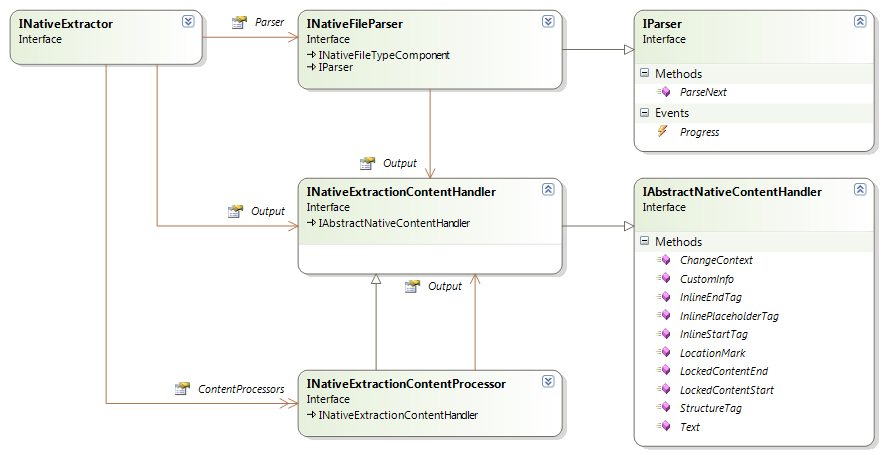 INativeExtractor
Interface
Parser
INativeFileParser
Interface
INativeFileTypeComponent
IParser
IParser
Interface
Methods
ParseNext
Events
Progress
Output
Output
INativeExtractionContentHandler
Interface
IAbstractNativeContentHandler
IAbstractNativeContentHandler
Interface
Methods
ChangeContext
CustomInfo
InlineEndTag
InlinePlaceholderTag
InlineStartTag
LocationMark
LockedContentEnd
LockedContentStart
StructureTag
Text
Output
ContentProcessors
INativeExtractionContentProcessor
Interface
INativeExtractionContentHandler